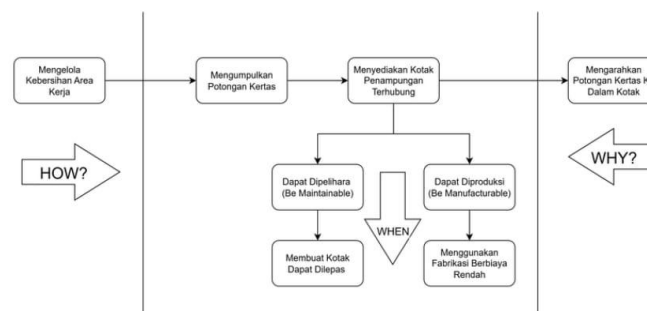 Mengelola
Kebersihan Area
Kerja
Mengumpulkan
Potongan Kertas
Menyediakan Kotak
Penampungan
Terhubung
Mengarahkan
Potongan Kertas K
Dalam Kotak
HOW?
WHY?
Dapat Dipelihara
(Be Maintainable)
WHEN
Dapat Diproduksi
(Be Manufacturable)
Membuat Kotak
Dapat Dilepas
Menggunakan
Fabrikasi Berbiaya
Rendah